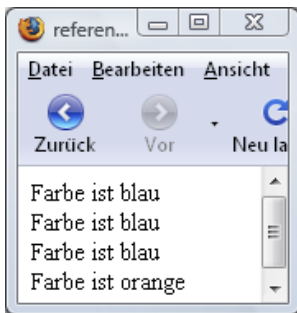 referen...
Datei Bearbeiten Ansicht
Zurück Vor Neu la
Farbe ist blau
Farbe ist blau
Farbe ist blau
Farbe ist orange